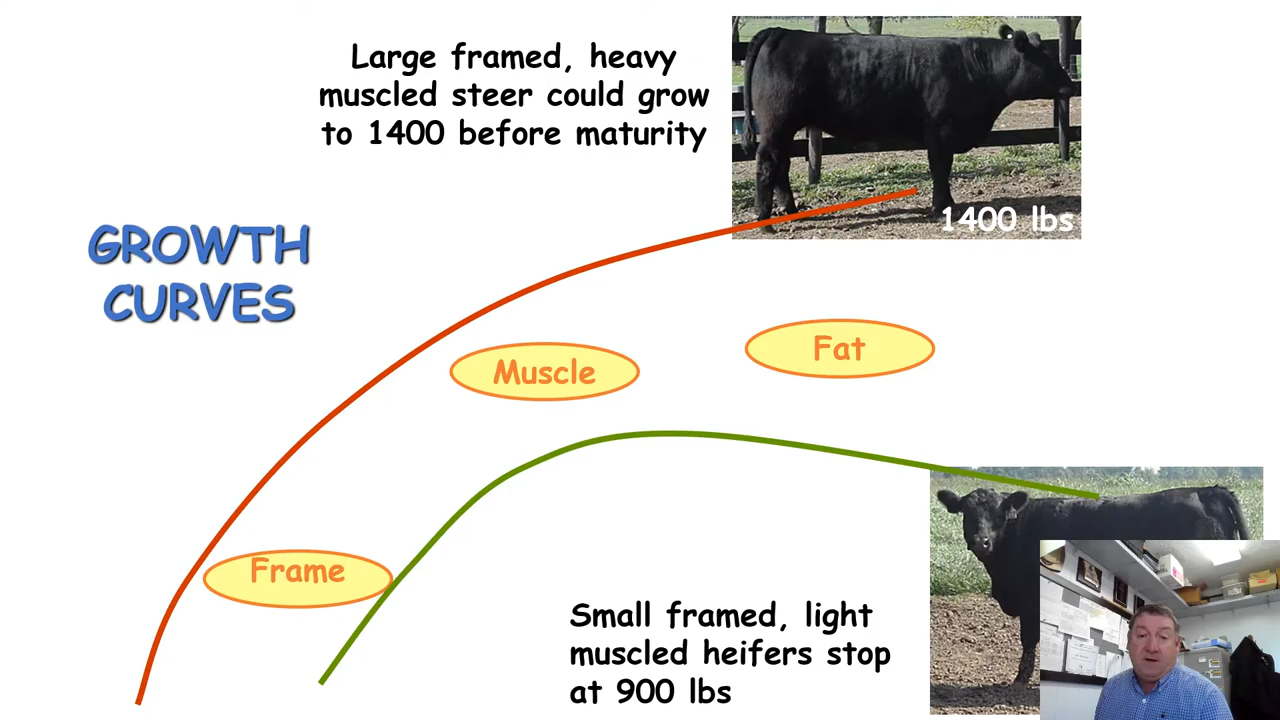 Large framed, heavy
muscled steer could grow
to 1400 before maturity
1400 lbs
GROWTH
CURVES
Muscle
Fat
Frame
Small framed, light
muscled heifers stop
at 900 lbs